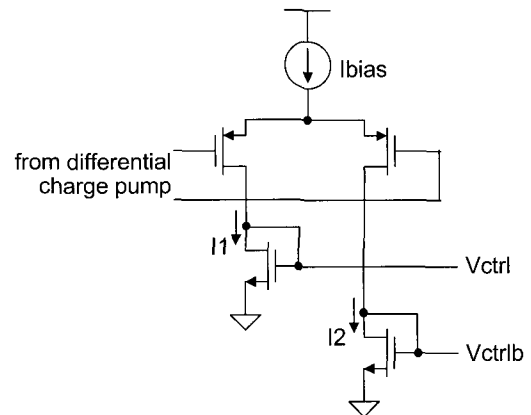 Ibias
from differential
charge pump
I1
Vctrl
I2
Vctrlb